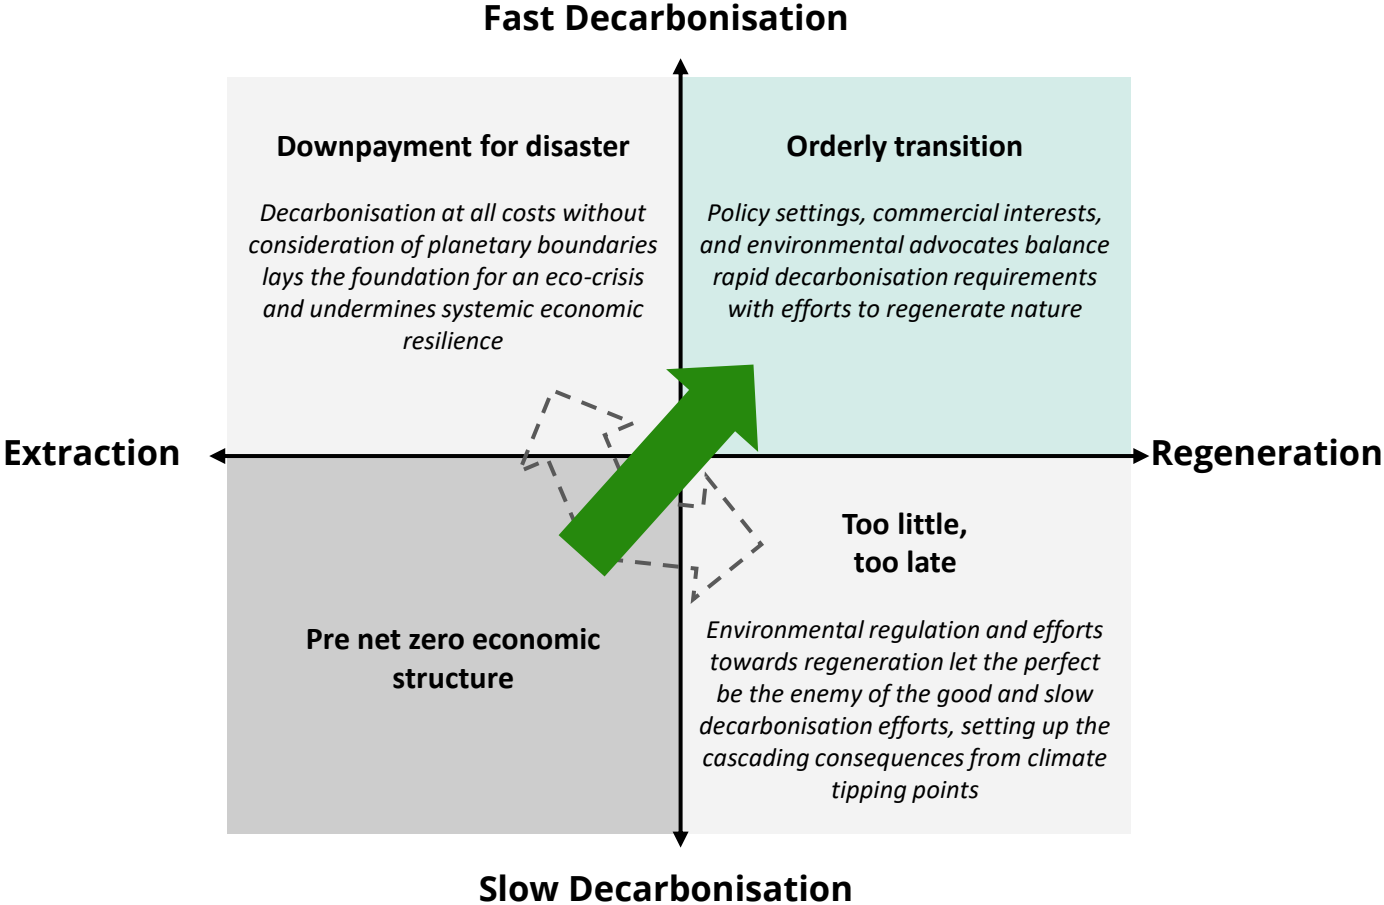 Fast Decarbonisation
Downpayment for disaster
Decarbonisation at all costs without
consideration of planetary boundaries
lays the foundation for an eco-crisis
and undermines systemic economic
resilience
Orderly transition
Policy settings, commercial interests,
and environmental advocates balance
rapid decarbonisation requirements
with efforts to regenerate nature
Extraction
Regeneration
Pre net zero economic
structure
Too little,
too late
Environmental regulation and efforts
towards regeneration let the perfect
be the enemy of the good and slow
decarbonisation efforts, setting up the
cascading consequences from climate
tipping points
Slow Decarbonisation